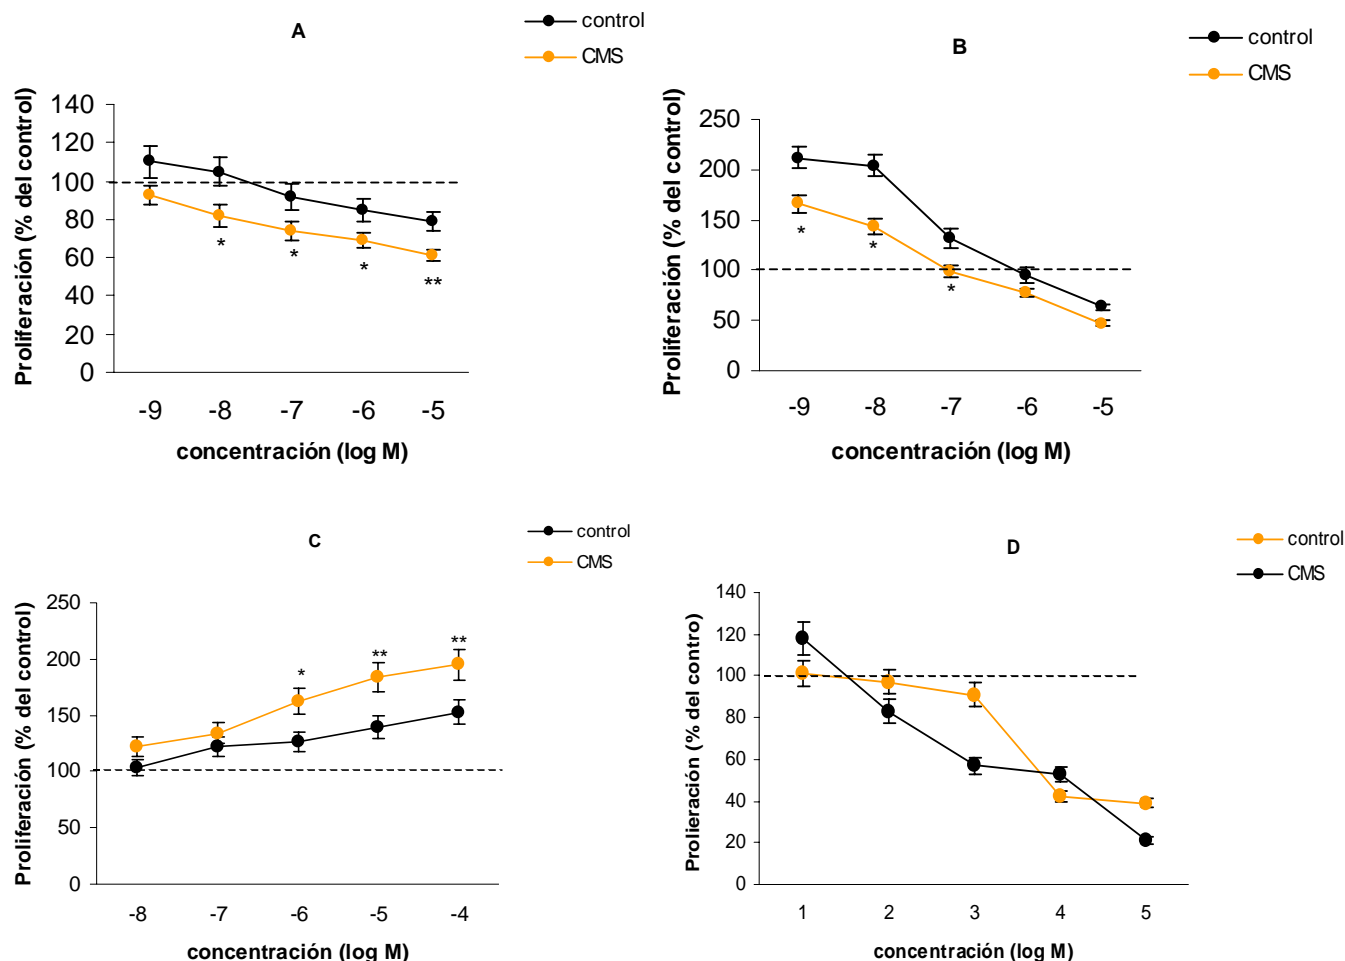 A
control
CMS
Proliferación (% del control)
140
120
100
80
60
40
20
0
*
*
*
**
-9 -8 -7 -6 -5
concentración (log M)
B
control
CMS
Proliferación (% del control)
250
200
150
100
50
0
*
*
*
-9 -8 -7 -6 -5
concentración (log M)
C
control
CMS
Proliferación (% del control)
250
200
150
100
50
0
*
**
**
-8 -7 -6 -5 -4
concentración (log M)
D
control
CMS
Prolieración (% del contro)
140
120
100
80
60
40
20
0
1 2 3 4 5
concentración (log M)